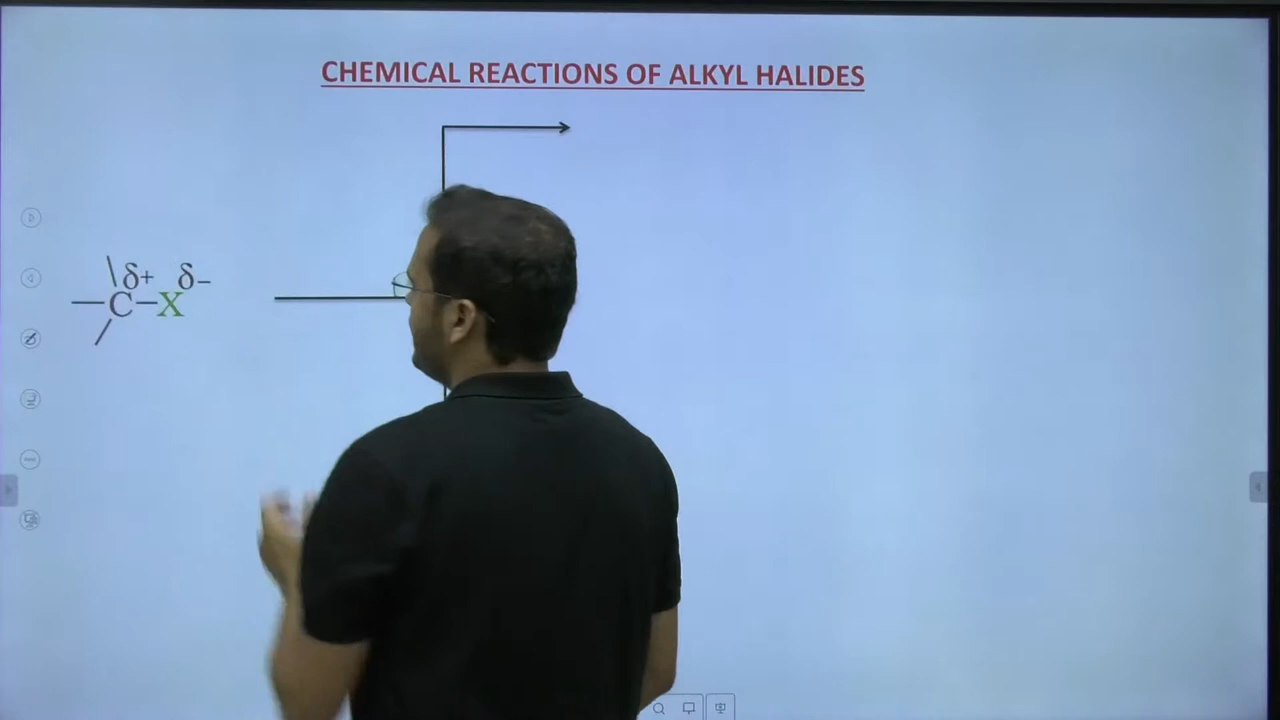 CHEMICAL REACTIONS OF ALKYL HALIDES
δ+ δ–
C–X